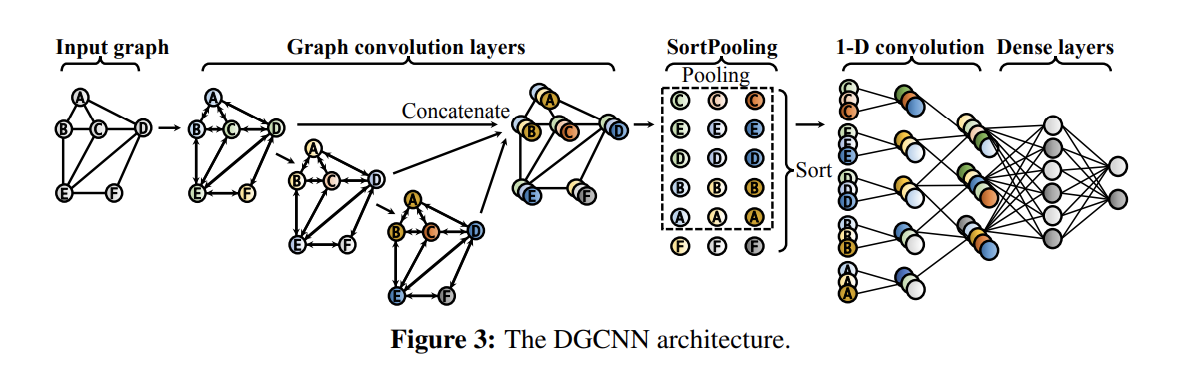 Input graph
Graph convolution layers
SortPooling
1-D convolution
Dense layers
Pooling
Concatenate
Sort
A
B C D
E F
A
B C D
E F
A
B C D
E F
A
B C D
E F
A
B C D
E F
C C C
E E E
D D D
B B B
A A A
F F F
C
C
C
E
E
E
D
D
D
B
B
B
A
A
A
Figure 3: The DGCNN architecture.